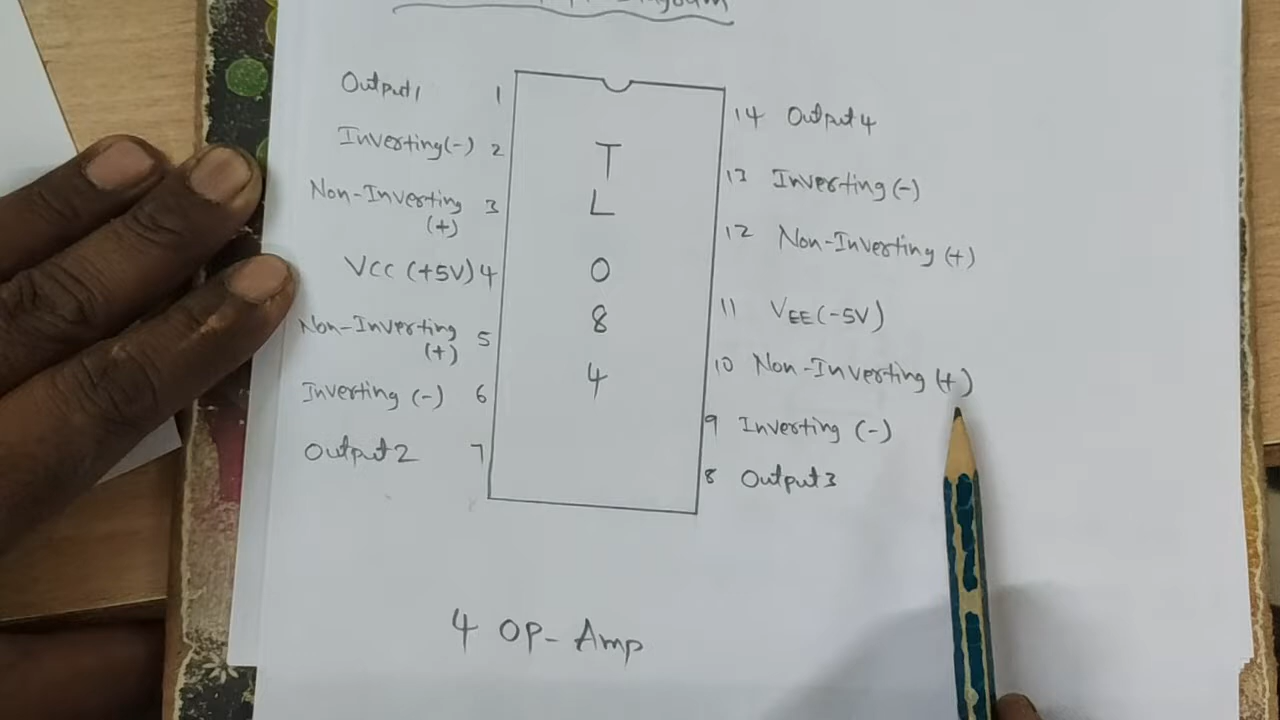 Output1 1
Inverting(-) 2
Non-Inverting 3
(+)
VCC (+5V) 4
Non-Inverting 5
(+)
Inverting (-) 6
Output2 7
T
L
0
8
4
14 Output4
13 Inverting (-)
12 Non-Inverting (+)
11 VEE (-5V)
10 Non-Inverting (+)
9 Inverting (-)
8 Output3
4 OP-Amp